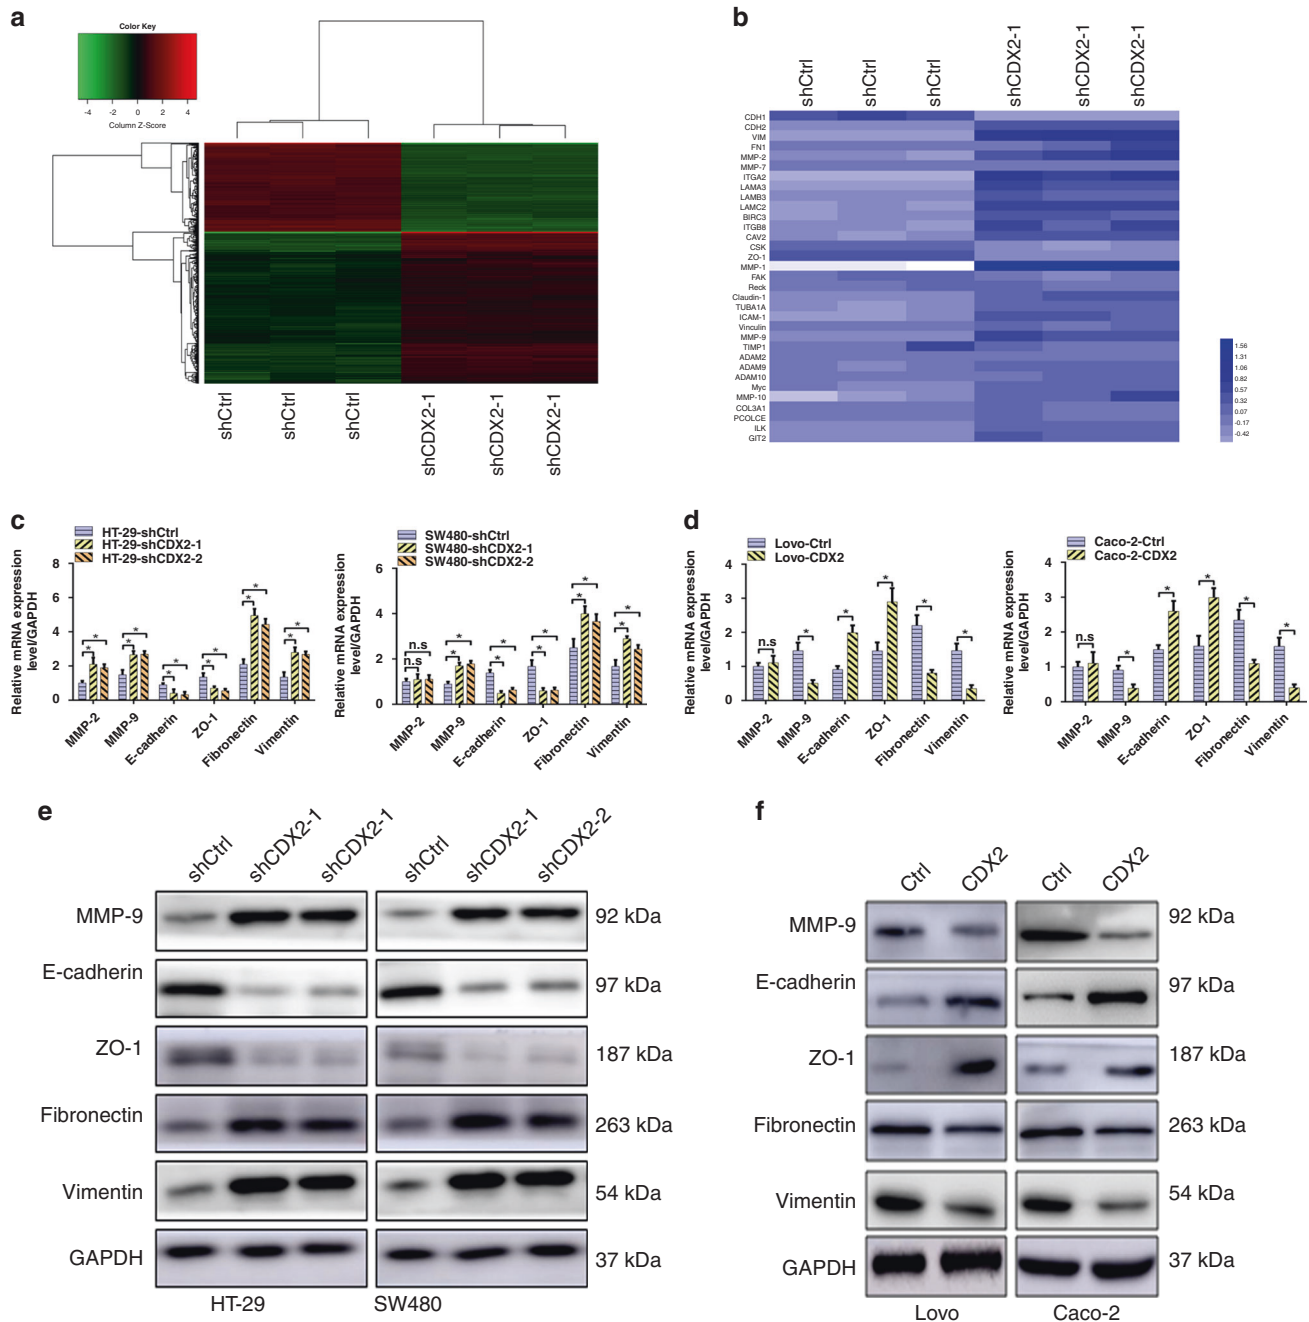 a
Color Key
-4 -2 0 2 4
Column Z-Score
shCtrl
shCtrl
shCtrl
shCDX2-1
shCDX2-1
shCDX2-1
b
shCtrl
shCtrl
shCtrl
shCDX2-1
shCDX2-1
shCDX2-1
CDH1
CDH2
VIM
FN1
MMP-2
MMP-7
ITGA2
LAMA3
LAMB3
LAMC2
BIRC3
ITGB8
CAV2
CSK
ZO-1
MMP-1
FAK
Reck
Claudin-1
TUBA1A
ICAM-1
Vinculin
MMP-9
TIMP1
ADAM2
ADAM9
ADAM10
Myc
MMP-10
COL3A1
PCOLCE
ILK
GIT2
1.56
1.31
1.06
0.82
0.57
0.32
0.07
-0.17
-0.42
c
HT-29-shCtrl
HT-29-shCDX2-1
HT-29-shCDX2-2
Relative mRNA expression
level/GAPDH
8
6
4
2
0
* * * * * * * * * * * *
MMP-2
MMP-9
E-cadherin
ZO-1
Fibronectin
Vimentin
SW480-shCtrl
SW480-shCDX2-1
SW480-shCDX2-2
Relative mRNA expression
level/GAPDH
6
4
2
0
n.s
n.s
* * * * * * * * * *
MMP-2
MMP-9
E-cadherin
ZO-1
Fibronectin
Vimentin
d
Lovo-Ctrl
Lovo-CDX2
Relative mRNA expression
level/GAPDH
4
3
2
1
0
n.s * * * * *
MMP-2
MMP-9
E-cadherin
ZO-1
Fibronectin
Vimentin
Caco-2-Ctrl
Caco-2-CDX2
Relative mRNA expression
level/GAPDH
4
3
2
1
0
n.s * * * * *
MMP-2
MMP-9
E-cadherin
ZO-1
Fibronectin
Vimentin
e
shCtrl
shCDX2-1
shCDX2-1
shCtrl
shCDX2-1
shCDX2-2
MMP-9 92 kDa
E-cadherin 97 kDa
ZO-1 187 kDa
Fibronectin 263 kDa
Vimentin 54 kDa
GAPDH 37 kDa
HT-29 SW480
f
Ctrl
CDX2
Ctrl
CDX2
MMP-9 92 kDa
E-cadherin 97 kDa
ZO-1 187 kDa
Fibronectin 263 kDa
Vimentin 54 kDa
GAPDH 37 kDa
Lovo Caco-2